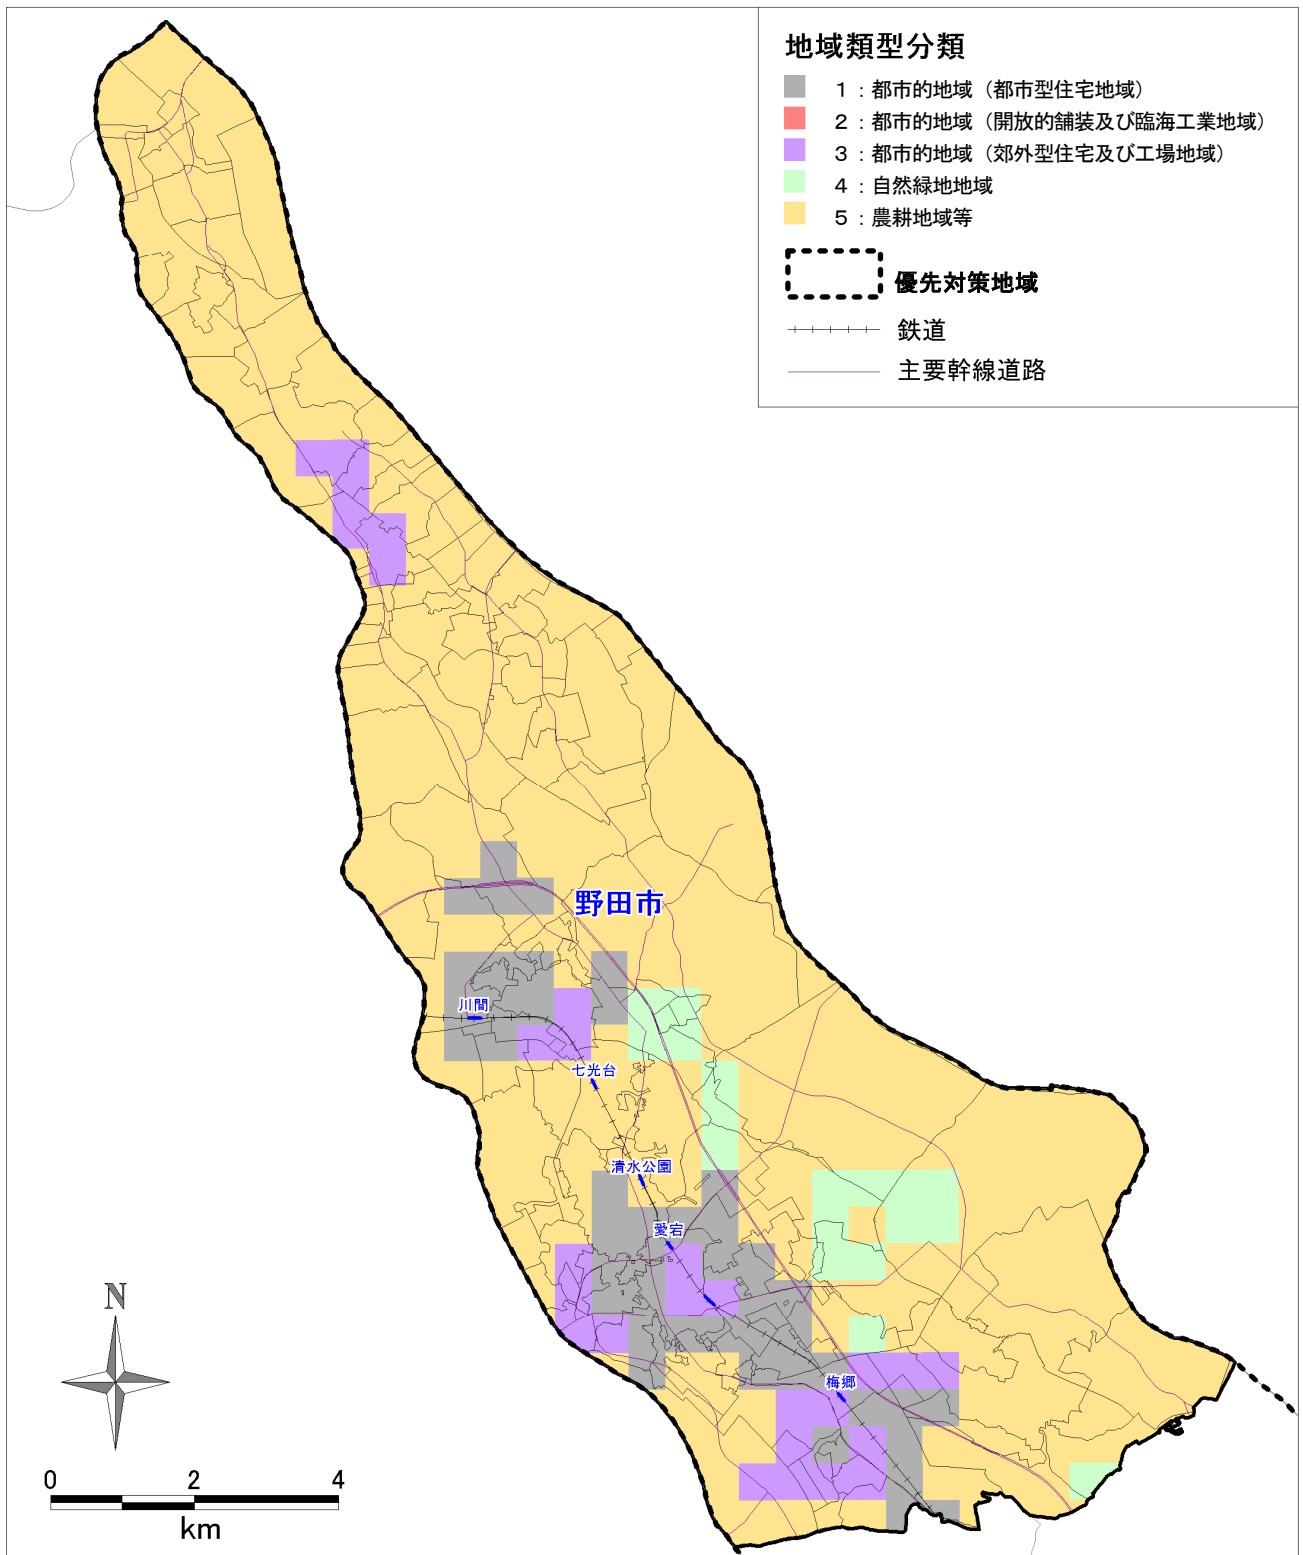 地域類型分類
1：都市的地域（都市型住宅地域）
2：都市的地域（開放的舗装及び臨海工業地域）
3：都市的地域（郊外型住宅及び工場地域）
4：自然緑地地域
5：農耕地域等
優先対策地域
鉄道
主要幹線道路
野田市
川間
七光台
清水公園
愛宕
梅郷
N
0 2 4
km